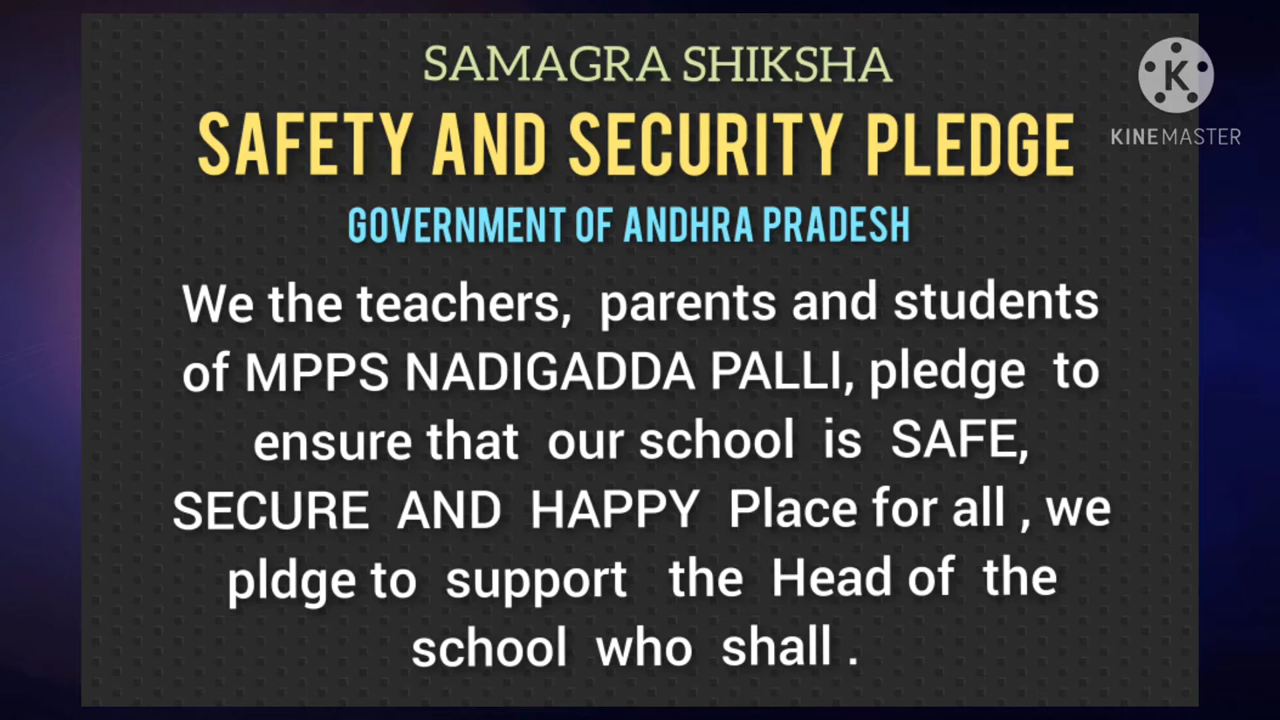 SAMAGRA SHIKSHA
SAFETY AND SECURITY PLEDGE
GOVERNMENT OF ANDHRA PRADESH
We the teachers, parents and students
of MPPS NADIGADDA PALLI, pledge to
ensure that our school is SAFE,
SECURE AND HAPPY Place for all , we
pldge to support the Head of the
school who shall .
K
KINEMASTER